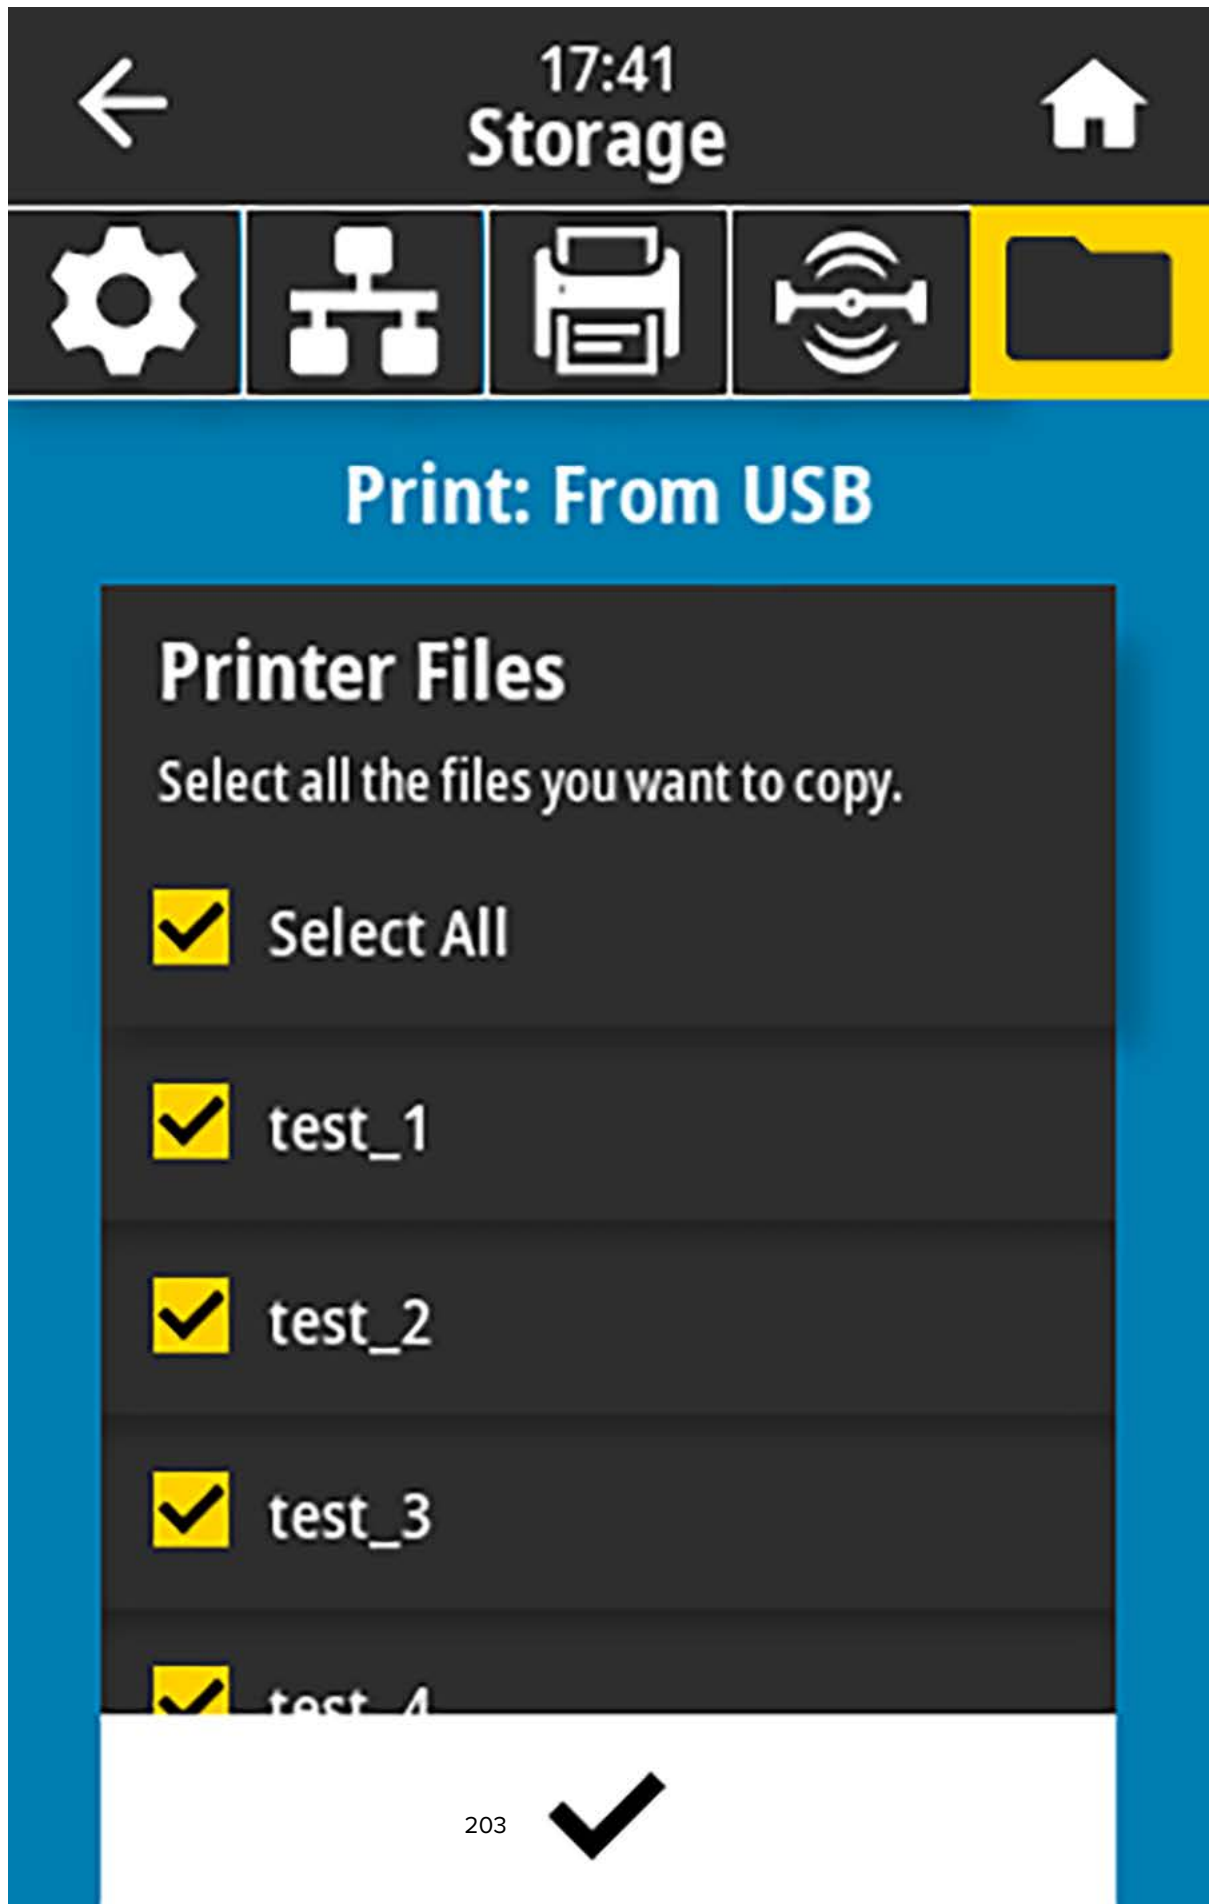 17:41
Storage
Print: From USB
Printer Files
Select all the files you want to copy.
Select All
test_1
test_2
test_3
test_4
203